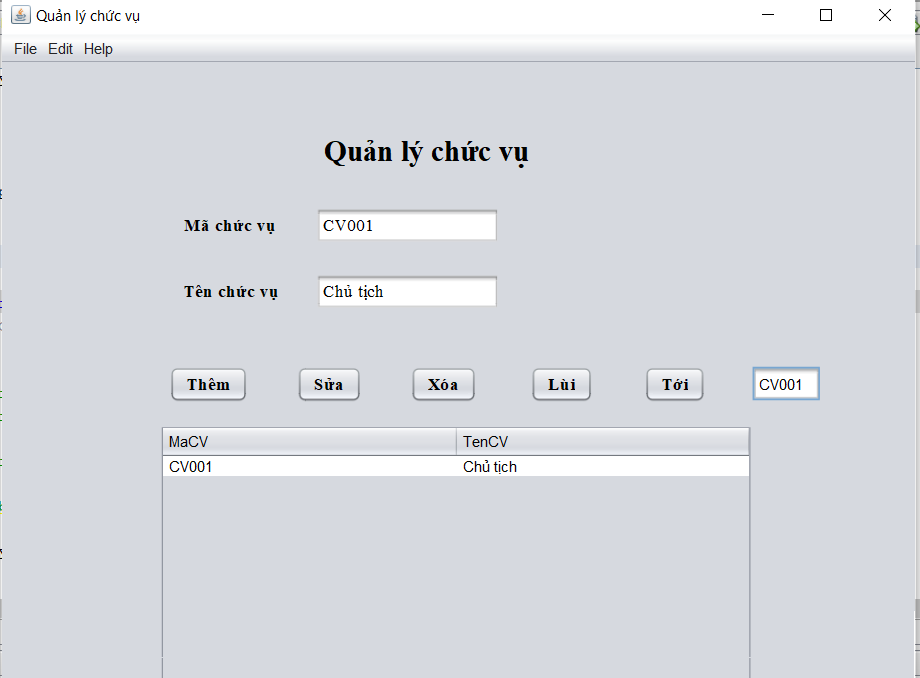 Quản lý chức vụ
File Edit Help
Quản lý chức vụ
Mã chức vụ CV001
Tên chức vụ Chủ tịch
Thêm Sửa Xóa Lùi Tới CV001
MaCV TenCV
CV001 Chủ tịch